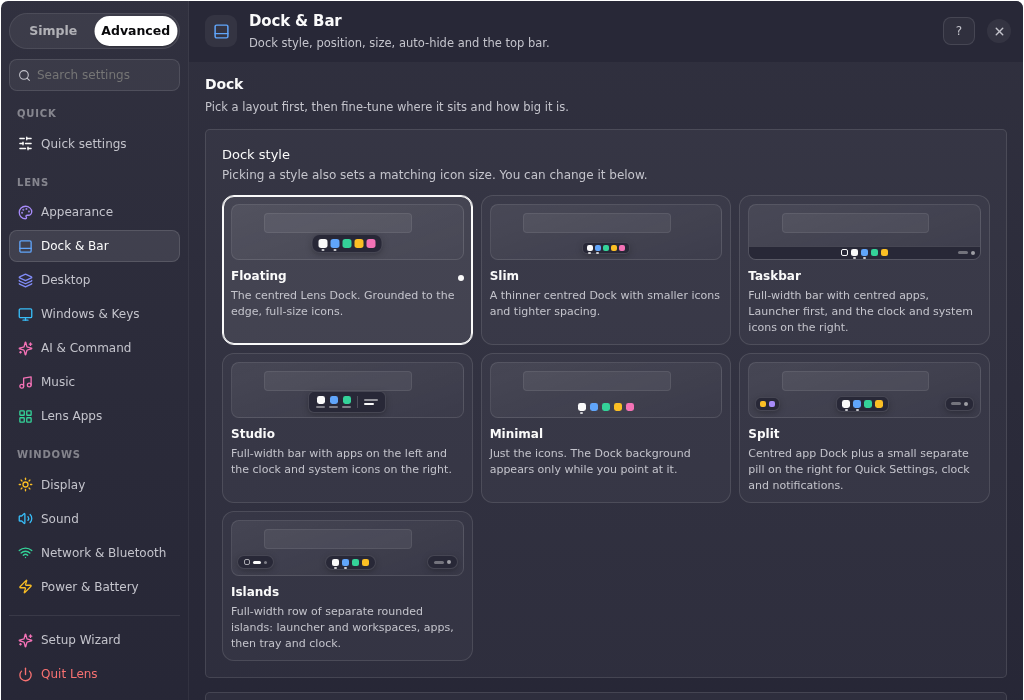 Simple
Advanced
Search settings
QUICK
Quick settings
LENS
Appearance
Dock & Bar
Desktop
Windows & Keys
AI & Command
Music
Lens Apps
WINDOWS
Display
Sound
Network & Bluetooth
Power & Battery
Setup Wizard
Quit Lens
Dock & Bar
Dock style, position, size, auto-hide and the top bar.
?
Dock
Pick a layout first, then fine-tune where it sits and how big it is.
Dock style
Picking a style also sets a matching icon size. You can change it below.
Floating
The centred Lens Dock. Grounded to the
edge, full-size icons.
Slim
A thinner centred Dock with smaller icons
and tighter spacing.
Taskbar
Full-width bar with centred apps,
Launcher first, and the clock and system
icons on the right.
Studio
Full-width bar with apps on the left and
the clock and system icons on the right.
Minimal
Just the icons. The Dock background
appears only while you point at it.
Split
Centred app Dock plus a small separate
pill on the right for Quick Settings, clock
and notifications.
Islands
Full-width row of separate rounded
islands: launcher and workspaces, apps,
then tray and clock.